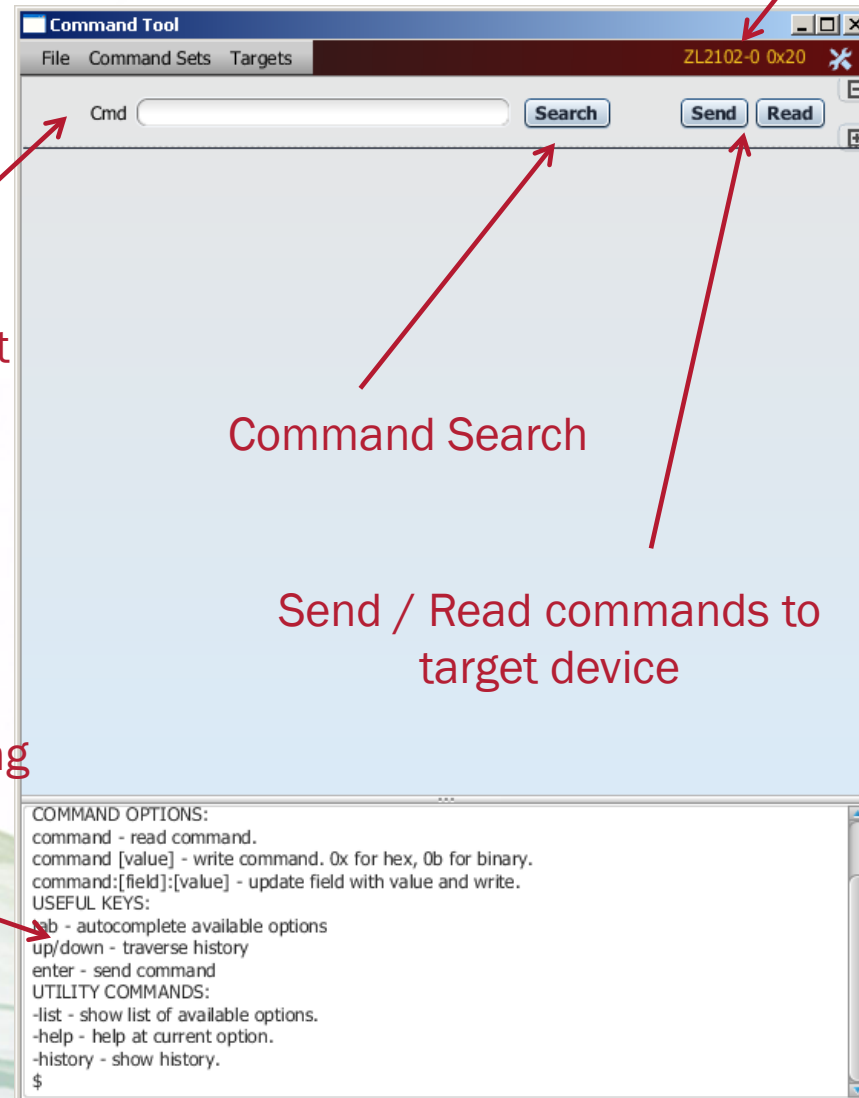 Command Tool
File Command Sets Targets ZL2102-0 0x20
Cmd Search Send Read
Command Search
Send / Read commands to
target device
COMMAND OPTIONS:
command - read command.
command [value] - write command. 0x for hex, 0b for binary.
command:[field]:[value] - update field with value and write.
USEFUL KEYS:
tab - autocomplete available options
up/down - traverse history
enter - send command
UTILITY COMMANDS:
-list - show list of available options.
-help - help at current option.
-history - show history.
$